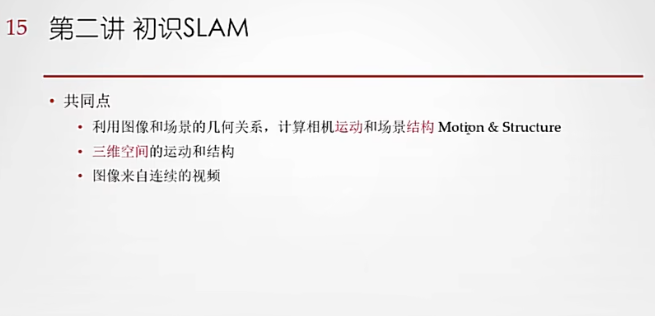 15
第二讲 初识SLAM
• 共同点
• 利用图像和场景的几何关系，计算相机运动和场景结构 Motion & Structure
• 三维空间的运动和结构
• 图像来自连续的视频